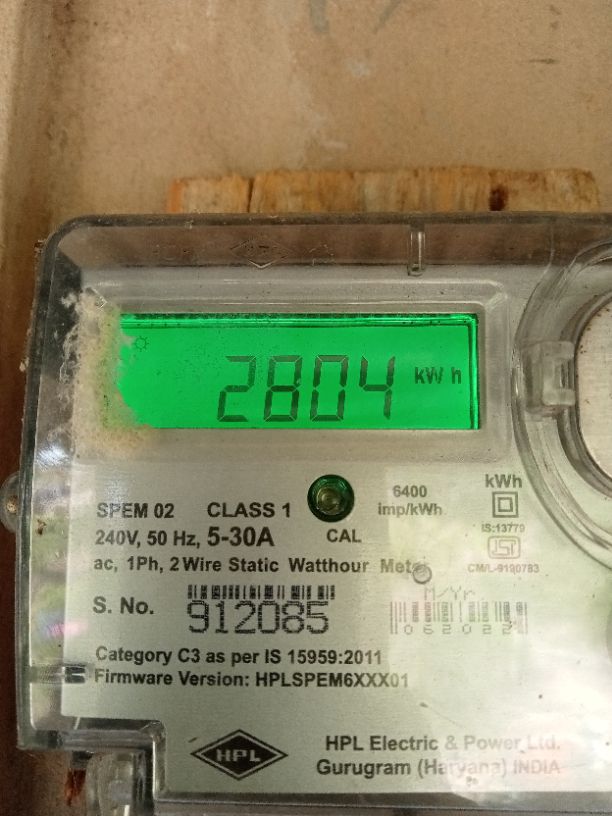 2804 kWh
SPEM 02 CLASS 1 6400 kWh
240V, 50 Hz, 5-30A CAL imp/kWh IS:13779
ac, 1Ph, 2 Wire Static Watthour Meter CM/L-9190783
M/Yr
S. No. 912085 062022
Category C3 as per IS 15959:2011
Firmware Version: HPLSPEM6XXX01
HPL HPL Electric & Power Ltd.
Gurugram (Haryana) INDIA